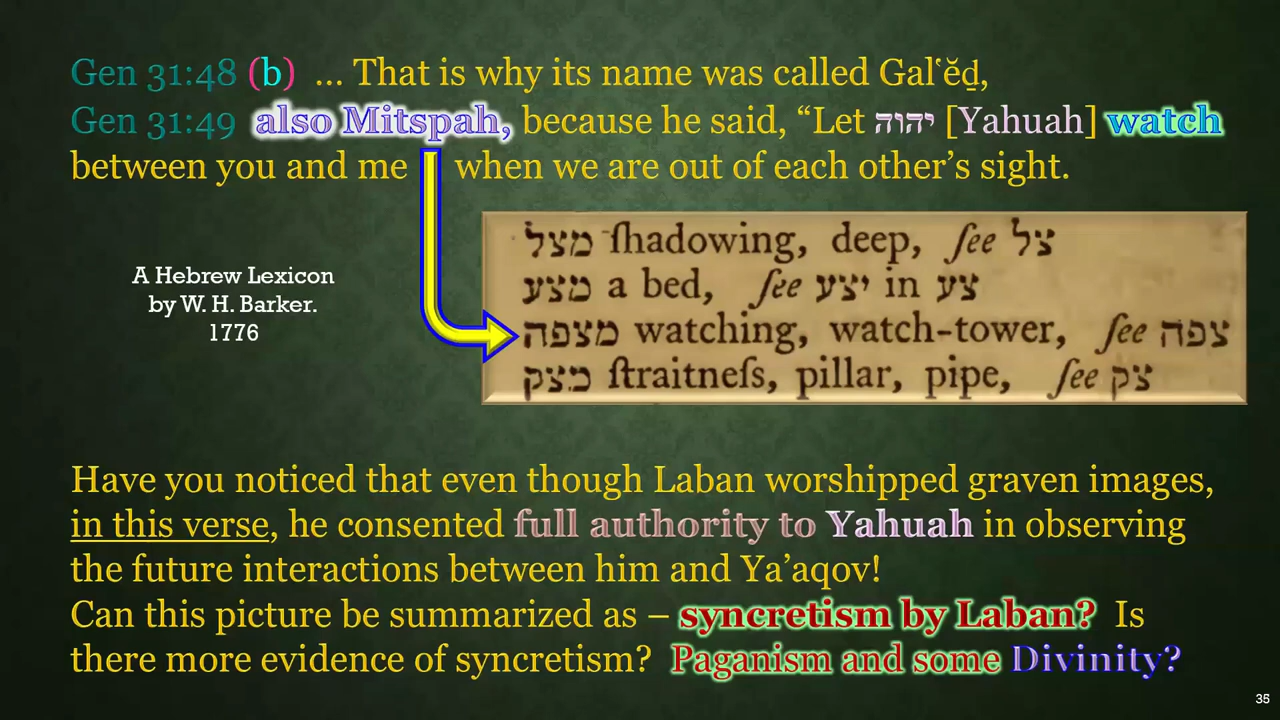 Gen 31:48 (b) ... That is why its name was called Gal‘ĕḏ,
Gen 31:49 also Mitspah, because he said, “Let יהוה [Yahuah] watch
between you and me when we are out of each other’s sight.
A Hebrew Lexicon
by W. H. Barker.
1776
מצל ſhadowing, deep, ſee צל
מצע a bed, ſee יצע in צע
מצפה watching, watch-tower, ſee צפה
מצק ſtraitneſs, pillar, pipe, ſee צק
Have you noticed that even though Laban worshipped graven images,
in this verse, he consented full authority to Yahuah in observing
the future interactions between him and Ya’aqov!
Can this picture be summarized as – syncretism by Laban? Is
there more evidence of syncretism? Paganism and some Divinity?
35